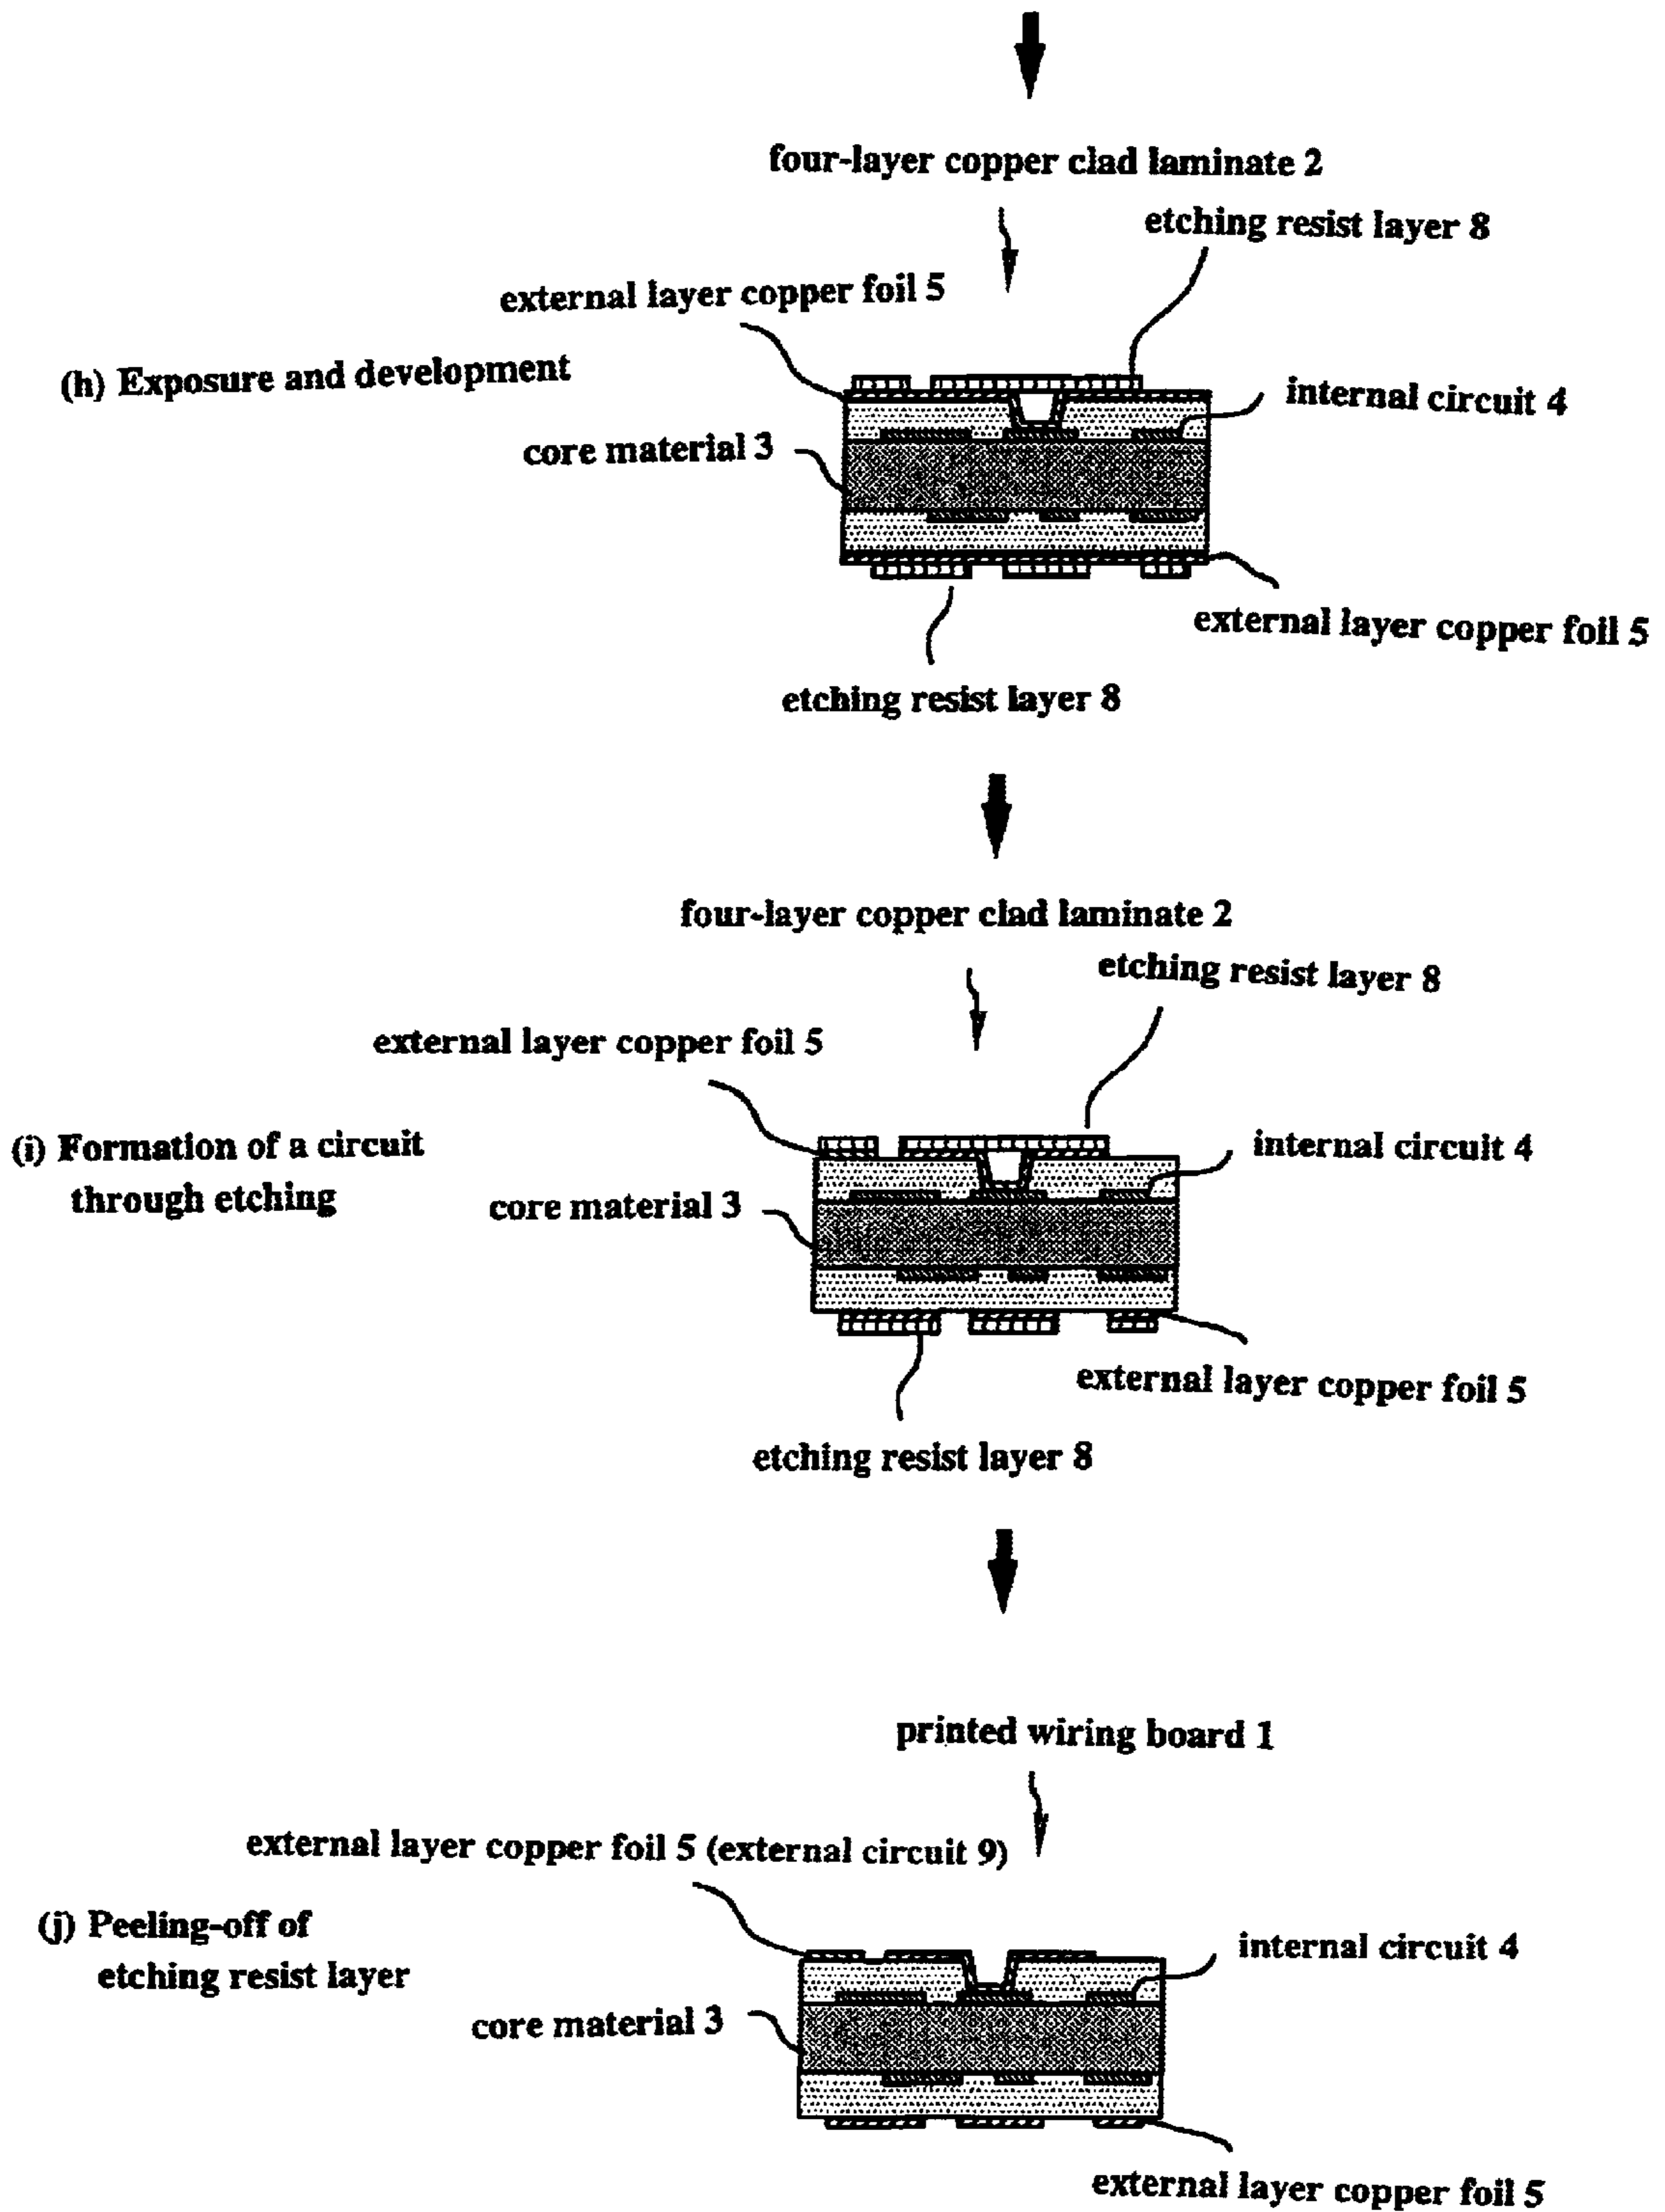 four-layer copper clad laminate 2
etching resist layer 8
external layer copper foil 5
(h) Exposure and development
internal circuit 4
core material 3
external layer copper foil 5
etching resist layer 8
four-layer copper clad laminate 2
etching resist layer 8
external layer copper foil 5
(i) Formation of a circuit
through etching
internal circuit 4
core material 3
external layer copper foil 5
etching resist layer 8
printed wiring board 1
external layer copper foil 5 (external circuit 9)
(j) Peeling-off of
etching resist layer
internal circuit 4
core material 3
external layer copper foil 5